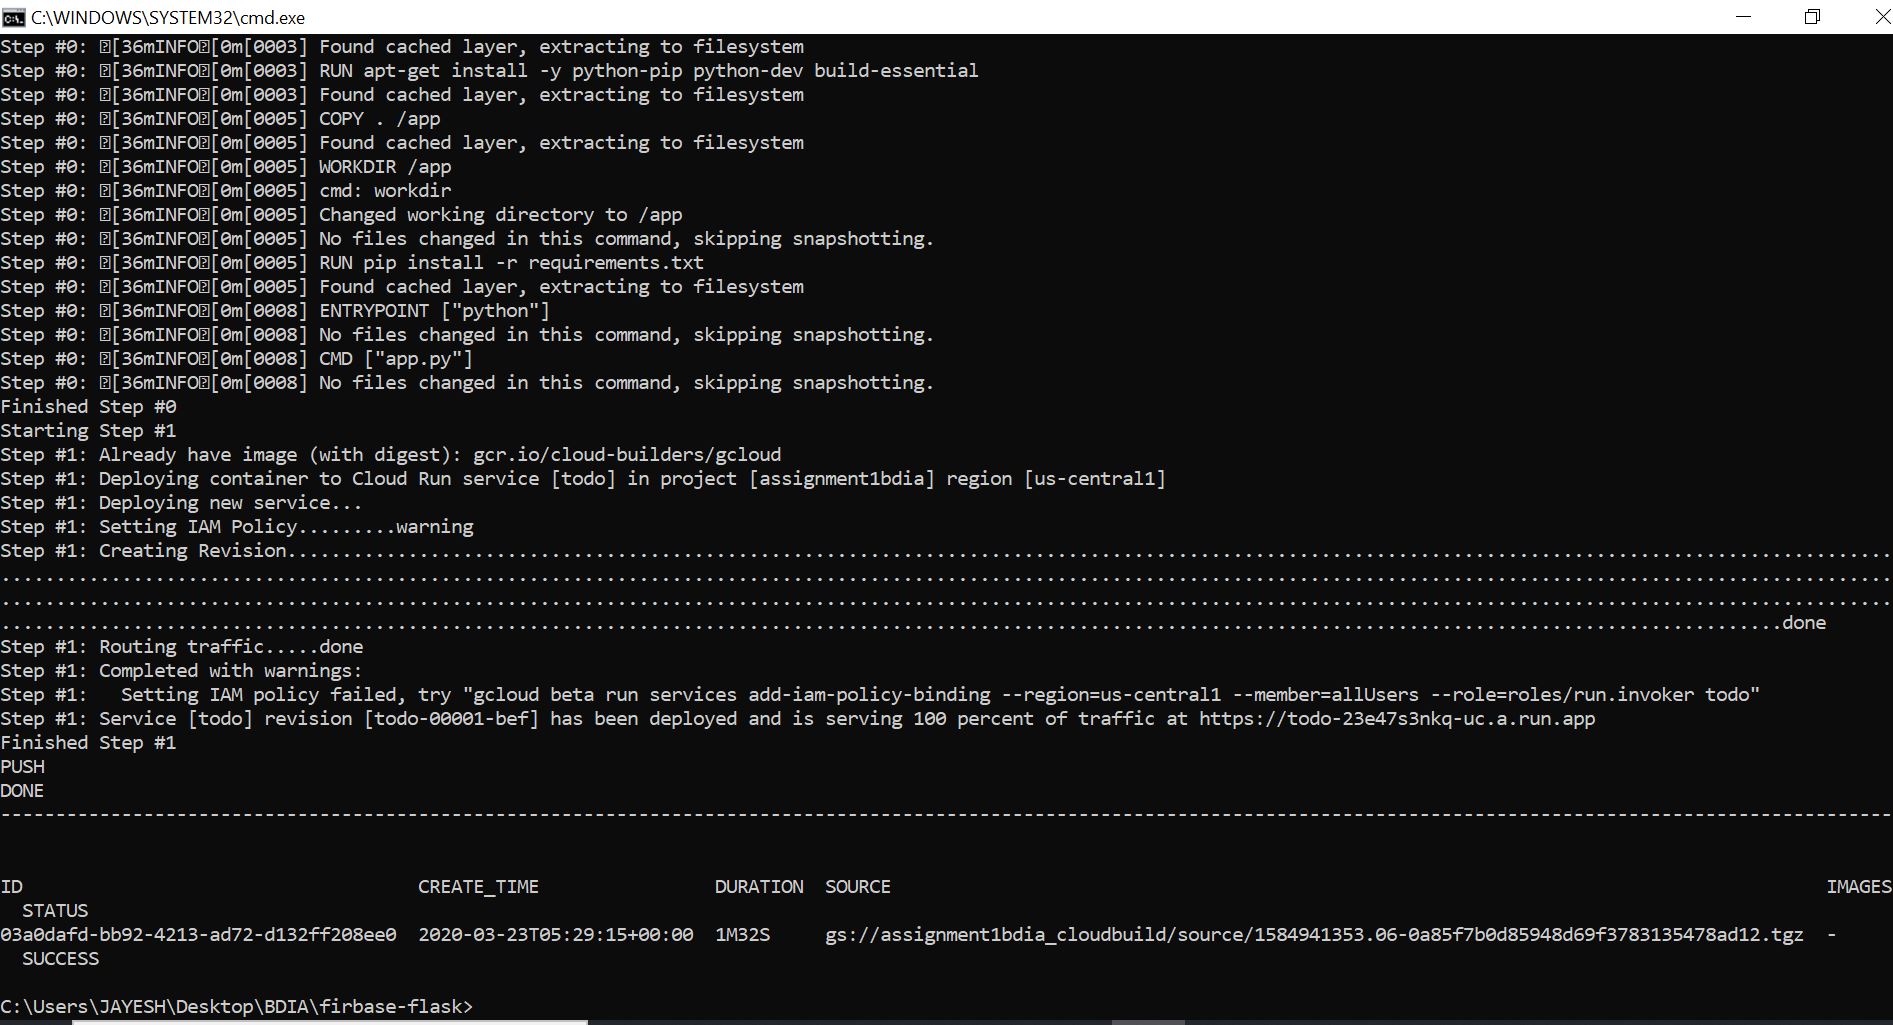 C:\WINDOWS\SYSTEM32\cmd.exe
Step #0: [36mINFO[0m[0003] Found cached layer, extracting to filesystem
Step #0: [36mINFO[0m[0003] RUN apt-get install -y python-pip python-dev build-essential
Step #0: [36mINFO[0m[0003] Found cached layer, extracting to filesystem
Step #0: [36mINFO[0m[0005] COPY . /app
Step #0: [36mINFO[0m[0005] Found cached layer, extracting to filesystem
Step #0: [36mINFO[0m[0005] WORKDIR /app
Step #0: [36mINFO[0m[0005] cmd: workdir
Step #0: [36mINFO[0m[0005] Changed working directory to /app
Step #0: [36mINFO[0m[0005] No files changed in this command, skipping snapshotting.
Step #0: [36mINFO[0m[0005] RUN pip install -r requirements.txt
Step #0: [36mINFO[0m[0005] Found cached layer, extracting to filesystem
Step #0: [36mINFO[0m[0008] ENTRYPOINT ["python"]
Step #0: [36mINFO[0m[0008] No files changed in this command, skipping snapshotting.
Step #0: [36mINFO[0m[0008] CMD ["app.py"]
Step #0: [36mINFO[0m[0008] No files changed in this command, skipping snapshotting.
Finished Step #0
Starting Step #1
Step #1: Already have image (with digest): gcr.io/cloud-builders/gcloud
Step #1: Deploying container to Cloud Run service [todo] in project [assignment1bdia] region [us-central1]
Step #1: Deploying new service...
Step #1: Setting IAM Policy.........warning
Step #1: Creating Revision..................................................................................................................................................
............................................................................................................................................................................
............................................................................................................................................................................
..................................................................................................................................................................done
Step #1: Routing traffic.....done
Step #1: Completed with warnings:
Step #1:   Setting IAM policy failed, try "gcloud beta run services add-iam-policy-binding --region=us-central1 --member=allUsers --role=roles/run.invoker todo"
Step #1: Service [todo] revision [todo-00001-bef] has been deployed and is serving 100 percent of traffic at https://todo-23e47s3nkq-uc.a.run.app
Finished Step #1
PUSH
DONE
----------------------------------------------------------------------------------------------------------------------------------------------------------------------------
ID CREATE_TIME DURATION SOURCE IMAGES
STATUS
03a0dafd-bb92-4213-ad72-d132ff208ee0 2020-03-23T05:29:15+00:00 1M32S gs://assignment1bdia_cloudbuild/source/1584941353.06-0a85f7b0d85948d69f3783135478ad12.tgz -
SUCCESS
C:\Users\JAYESH\Desktop\BDIA\firbase-flask>